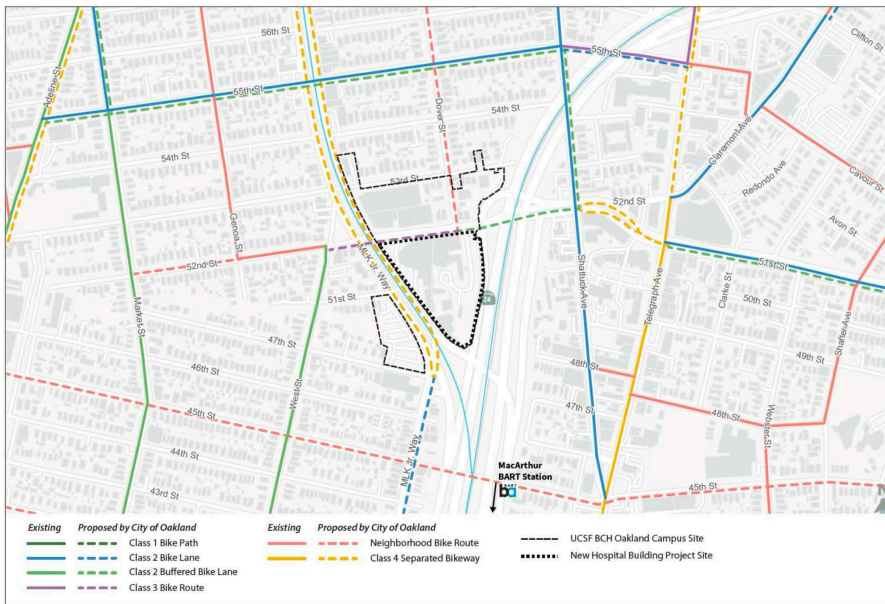 56th St
Adeline St
55th St
Clifton St
55th St
Dover St
54th St
Claremont Ave
54th St
53rd St
Redondo Ave
Cavour St
52nd St
Genoa St
Avon St
52nd St
MLK Jr. Way
51st St
51st St
Shattuck Ave
Telegraph Ave
Clarke St
50th St
Market St
47th St
Shafter Ave
46th St
48th St
49th St
West St
45th St
47th St
48th St
Webster St
44th St
MLK Jr. Way
MacArthur
BART Station
ba
43rd St
45th St
Existing Proposed by City of Oakland
Class 1 Bike Path
Class 2 Bike Lane
Class 2 Buffered Bike Lane
Class 3 Bike Route
Existing Proposed by City of Oakland
Neighborhood Bike Route
Class 4 Separated Bikeway
UCSF BCH Oakland Campus Site
New Hospital Building Project Site